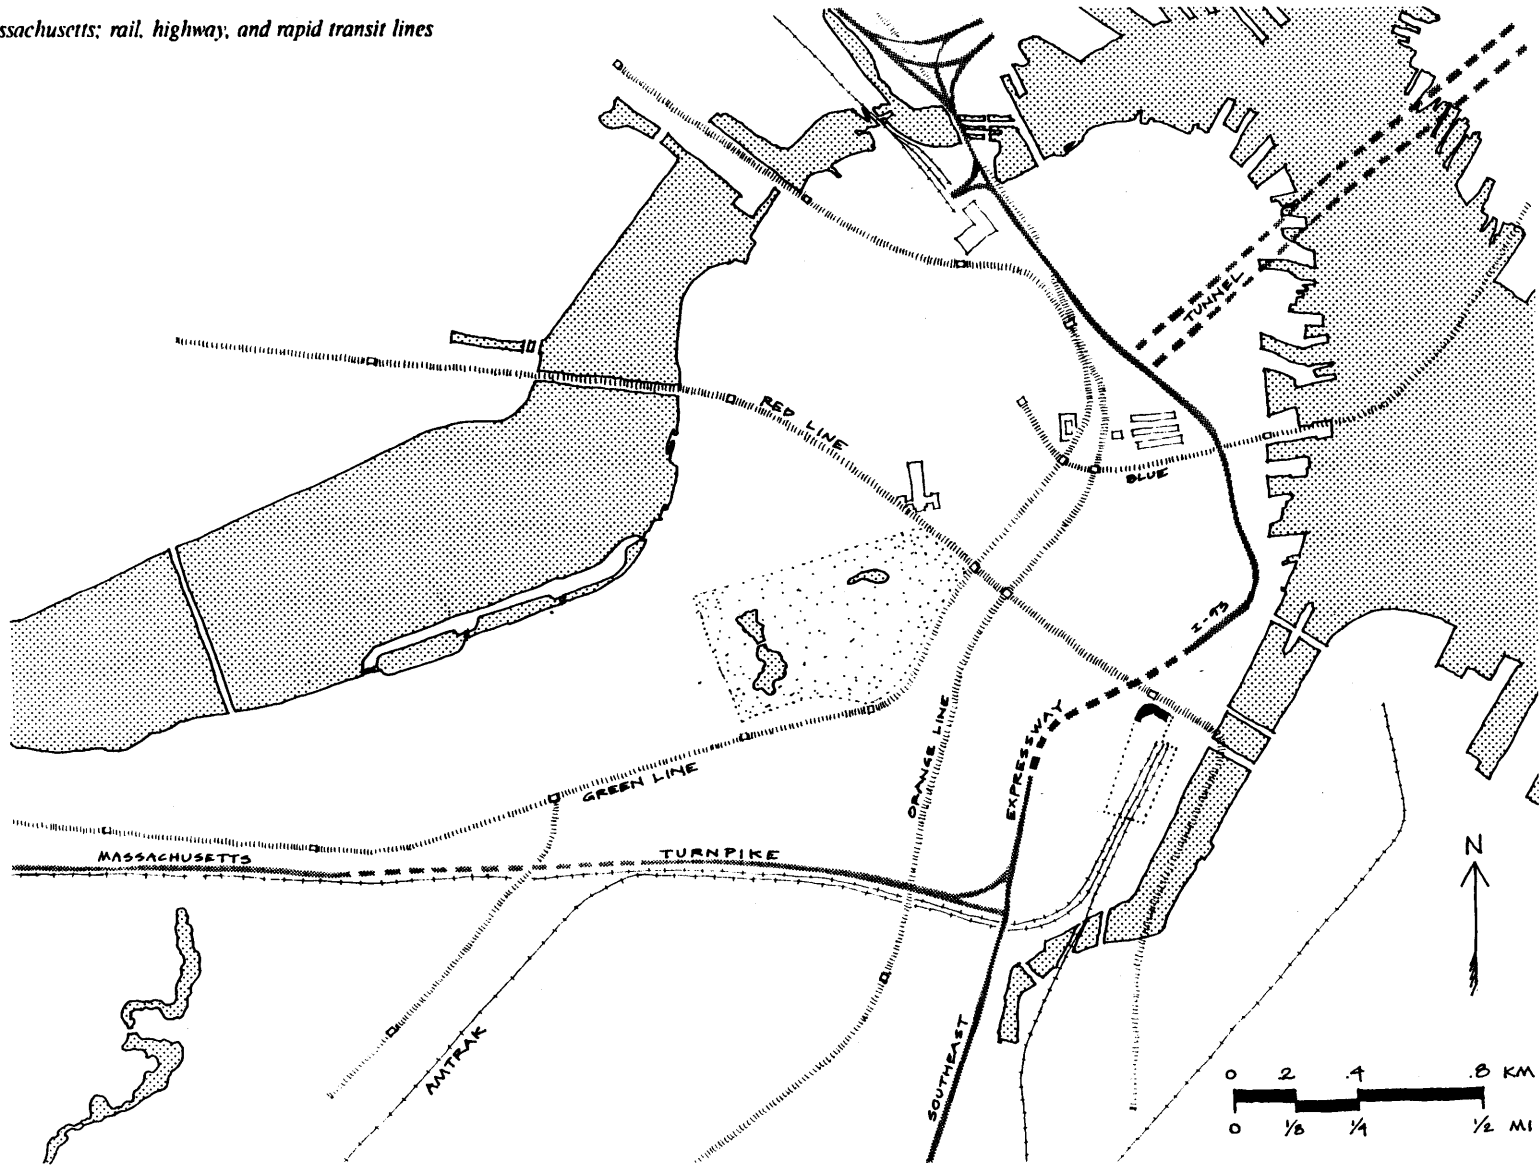 ssachusetts; rail, highway, and rapid transit lines
TUNNEL
RED LINE
BLUE
I-93
ORANGE LINE
EXPRESSWAY
GREEN LINE
MASSACHUSETTS TURNPIKE
N
AMTRAK
SOUTHEAST
0 .2 .4 .8 KM
0 1/8 1/4 1/2 MI